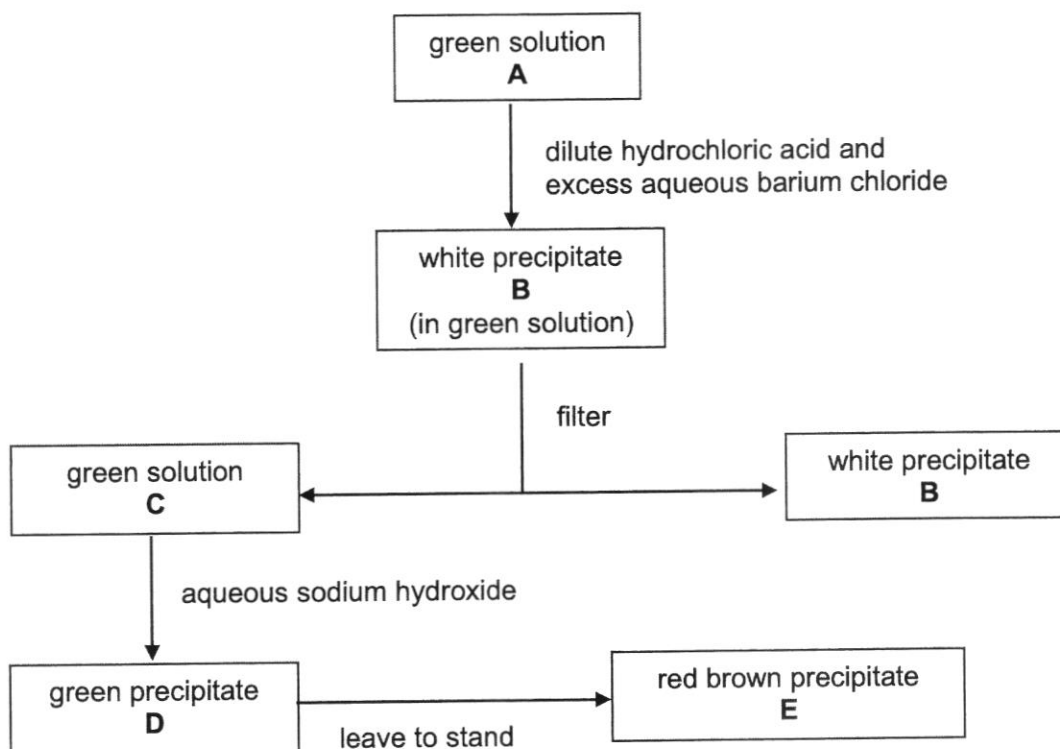 green solution
A
dilute hydrochloric acid and
excess aqueous barium chloride
white precipitate
B
(in green solution)
filter
green solution
C
white precipitate
B
aqueous sodium hydroxide
green precipitate
D
leave to stand
red brown precipitate
E